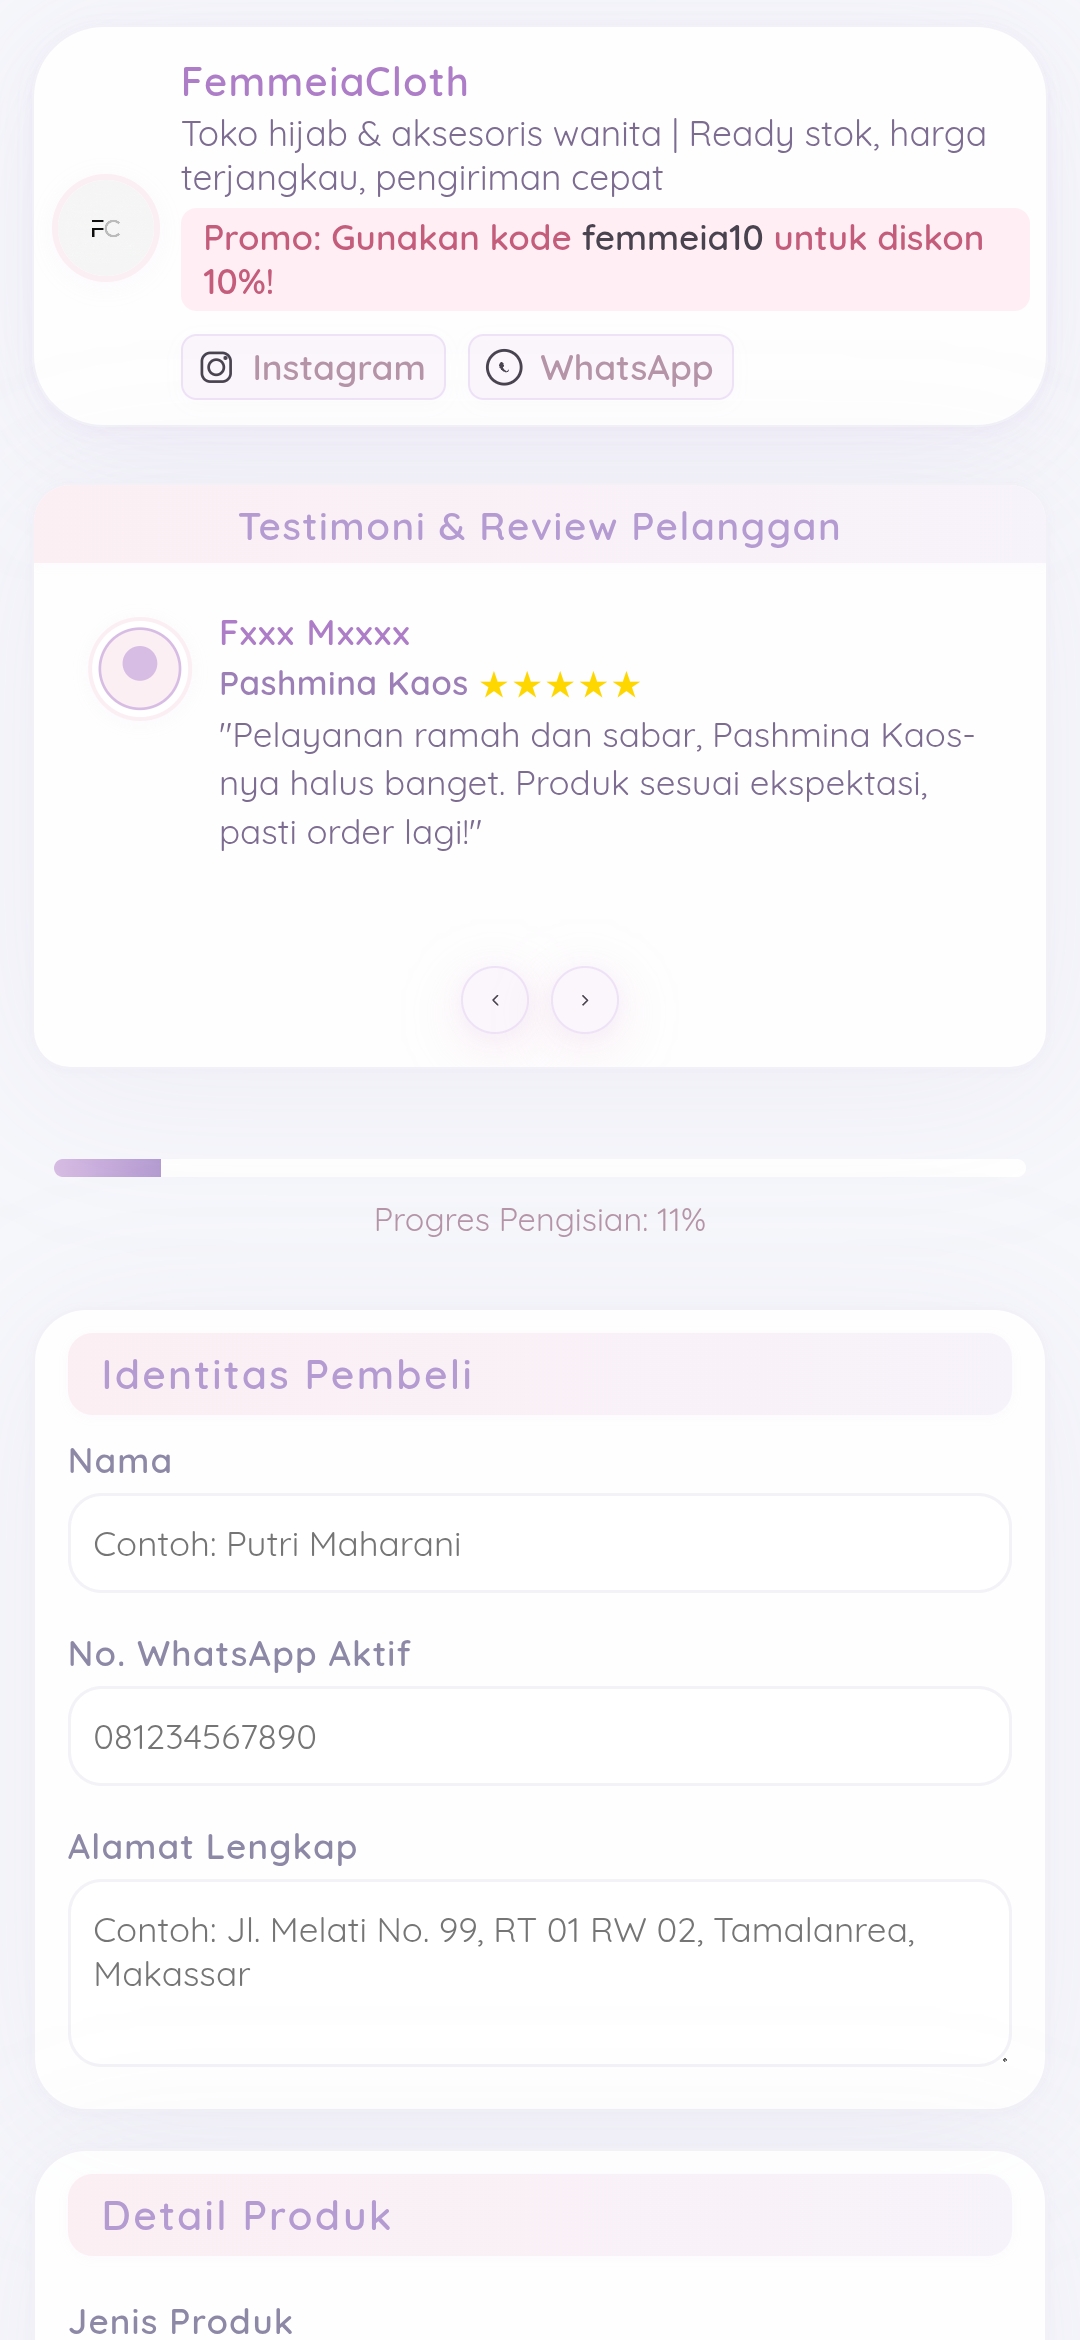 FemmeiaCloth
Toko hijab & aksesoris wanita | Ready stok, harga
terjangkau, pengiriman cepat
FC
Promo: Gunakan kode femmeia10 untuk diskon
10%!
Instagram
WhatsApp
Testimoni & Review Pelanggan
Fxxx Mxxxx
Pashmina Kaos ★★★★★
"Pelayanan ramah dan sabar, Pashmina Kaos-
nya halus banget. Produk sesuai ekspektasi,
pasti order lagi!"
Progres Pengisian: 11%
Identitas Pembeli
Nama
Contoh: Putri Maharani
No. WhatsApp Aktif
081234567890
Alamat Lengkap
Contoh: Jl. Melati No. 99, RT 01 RW 02, Tamalanrea,
Makassar
Detail Produk
Jenis Produk